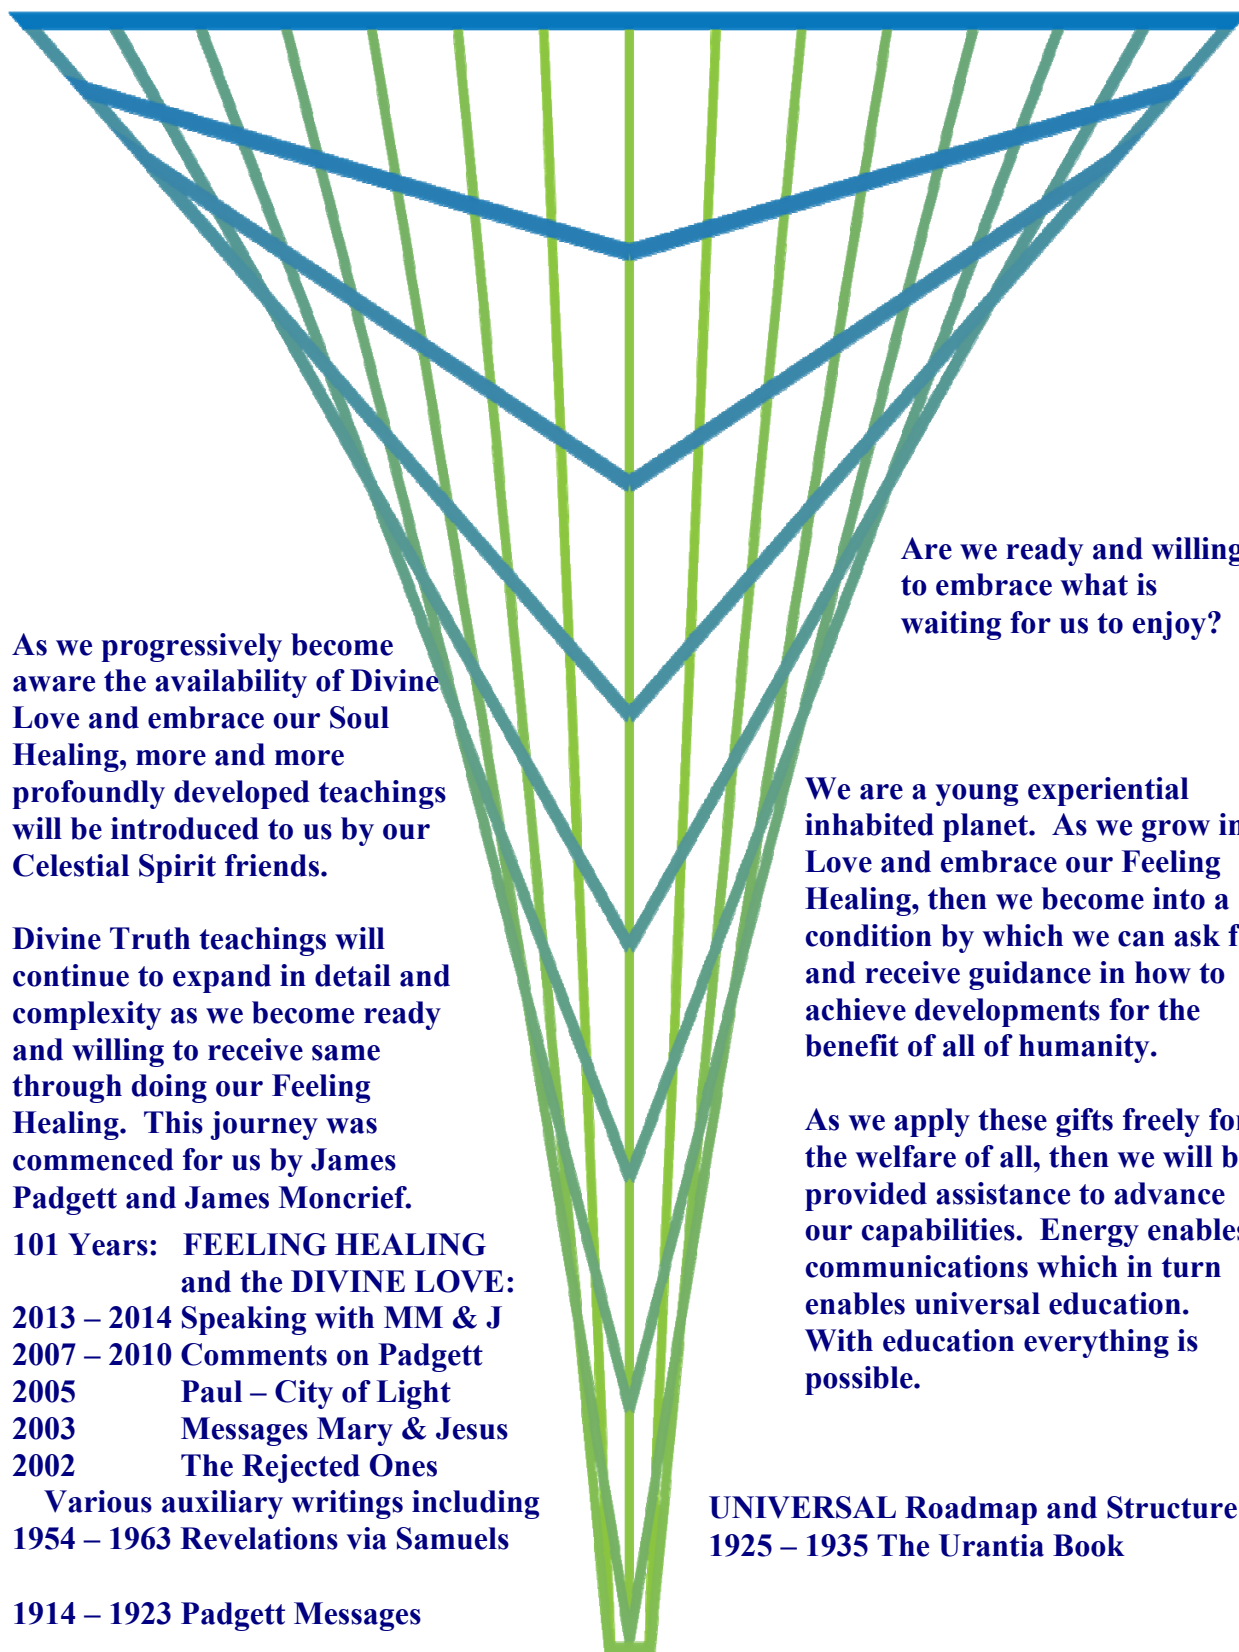 Are we ready and willing
to embrace what is
waiting for us to enjoy?
As we progressively become
aware the availability of Divine
Love and embrace our Soul
Healing, more and more
profoundly developed teachings
will be introduced to us by our
Celestial Spirit friends.
Divine Truth teachings will
continue to expand in detail and
complexity as we become ready
and willing to receive same
through doing our Feeling
Healing.  This journey was
commenced for us by James
Padgett and James Moncrief.
101 Years:   FEELING HEALING
and the DIVINE LOVE:
2013 – 2014 Speaking with MM & J
2007 – 2010 Comments on Padgett
2005 Paul – City of Light
2003 Messages Mary & Jesus
2002 The Rejected Ones
Various auxiliary writings including
1954 – 1963 Revelations via Samuels
1914 – 1923 Padgett Messages
We are a young experiential
inhabited planet.  As we grow in
Love and embrace our Feeling
Healing, then we become into a
condition by which we can ask f
and receive guidance in how to
achieve developments for the
benefit of all of humanity.
As we apply these gifts freely for
the welfare of all, then we will b
provided assistance to advance
our capabilities.  Energy enables
communications which in turn
enables universal education.
With education everything is
possible.
UNIVERSAL Roadmap and Structure
1925 – 1935 The Urantia Book